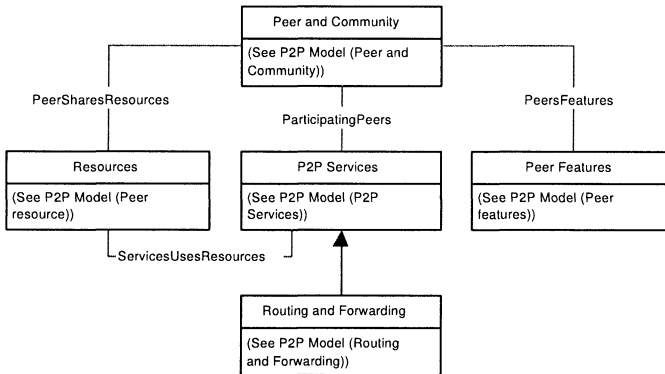 Peer and Community
(See P2P Model (Peer and
Community))
PeerSharesResources
ParticipatingPeers
PeersFeatures
Resources
(See P2P Model (Peer
resource))
P2P Services
(See P2P Model (P2P
Services))
Peer Features
(See P2P Model (Peer
features))
ServicesUsesResources
Routing and Forwarding
(See P2P Model (Routing
and Forwarding))